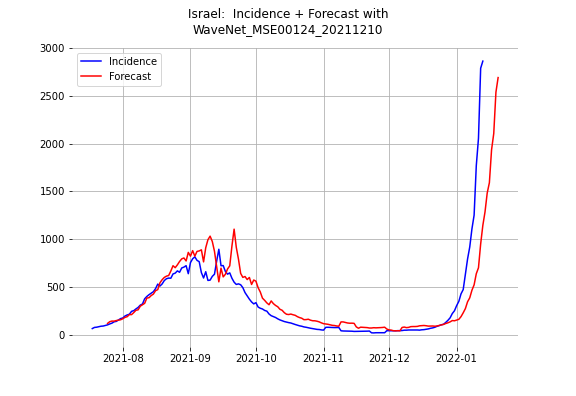 Israel:  Incidence + Forecast with
WaveNet_MSE00124_20211210
3000
2500
2000
1500
1000
500
0
Incidence
Forecast
2021-08 2021-09 2021-10 2021-11 2021-12 2022-01